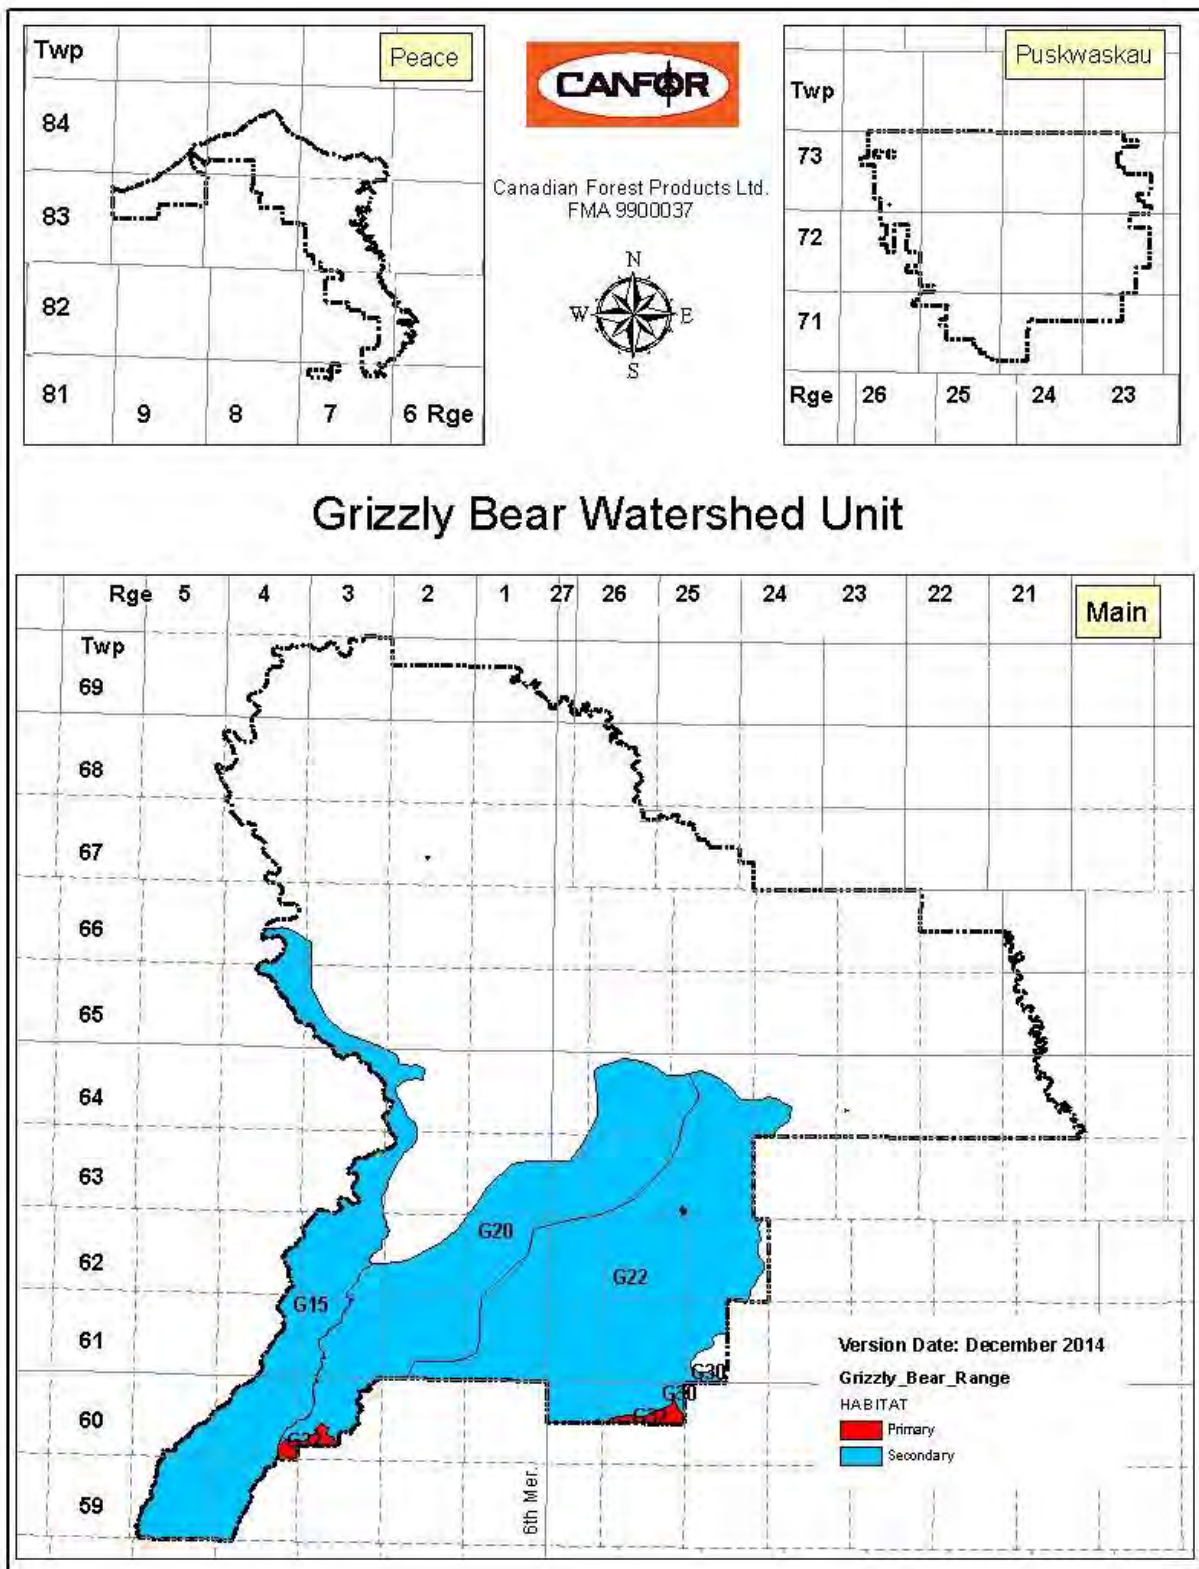 Twp
Peace
84
83
82
81
9 8 7 6 Rge
CANFOR
Canadian Forest Products Ltd.
FMA 9900037
N
W E
S
Puskwaskau
Twp
73
72
71
Rge 26 25 24 23
Grizzly Bear Watershed Unit
Rge 5 4 3 2 1 27 26 25 24 23 22 21
Main
Twp
69
68
67
66
65
64
63
62
61
60
59
G20
G22
G15
G30
G30
6th Mer.
Version Date: December 2014
Grizzly_Bear_Range
HABITAT
Primary
Secondary